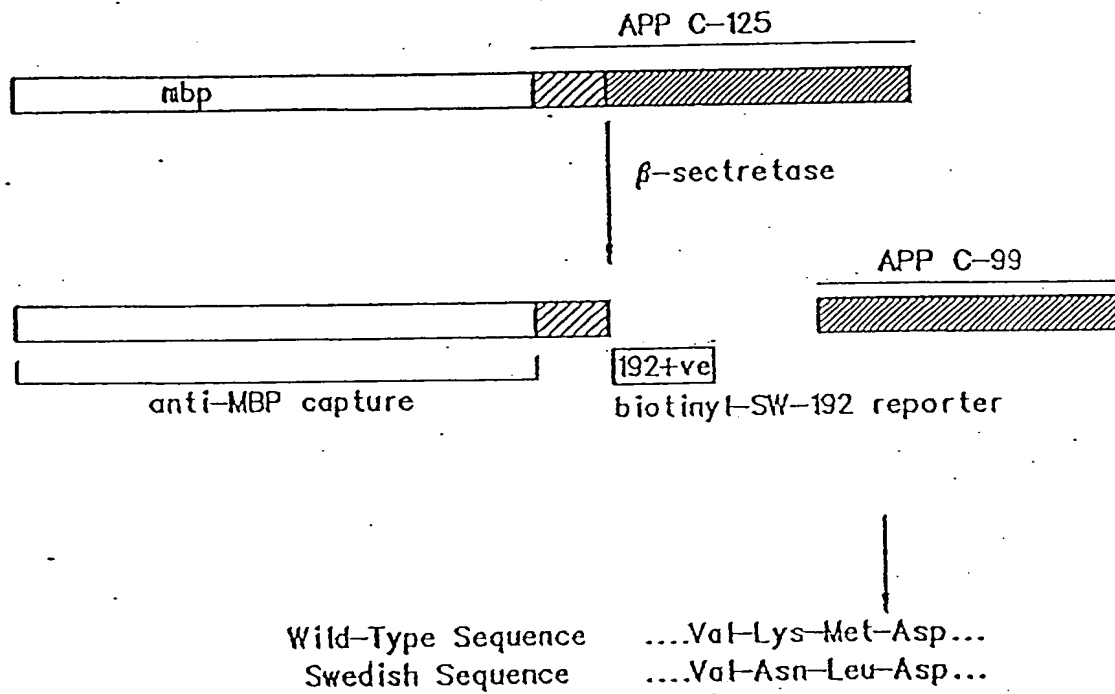 APP C-125
mbp
β-sectretase
APP C-99
192+ve
anti-MBP capture
biotinyl-SW-192 reporter
Wild-Type Sequence ....Val-Lys-Met-Asp...
Swedish Sequence ....Val-Asn-Leu-Asp...